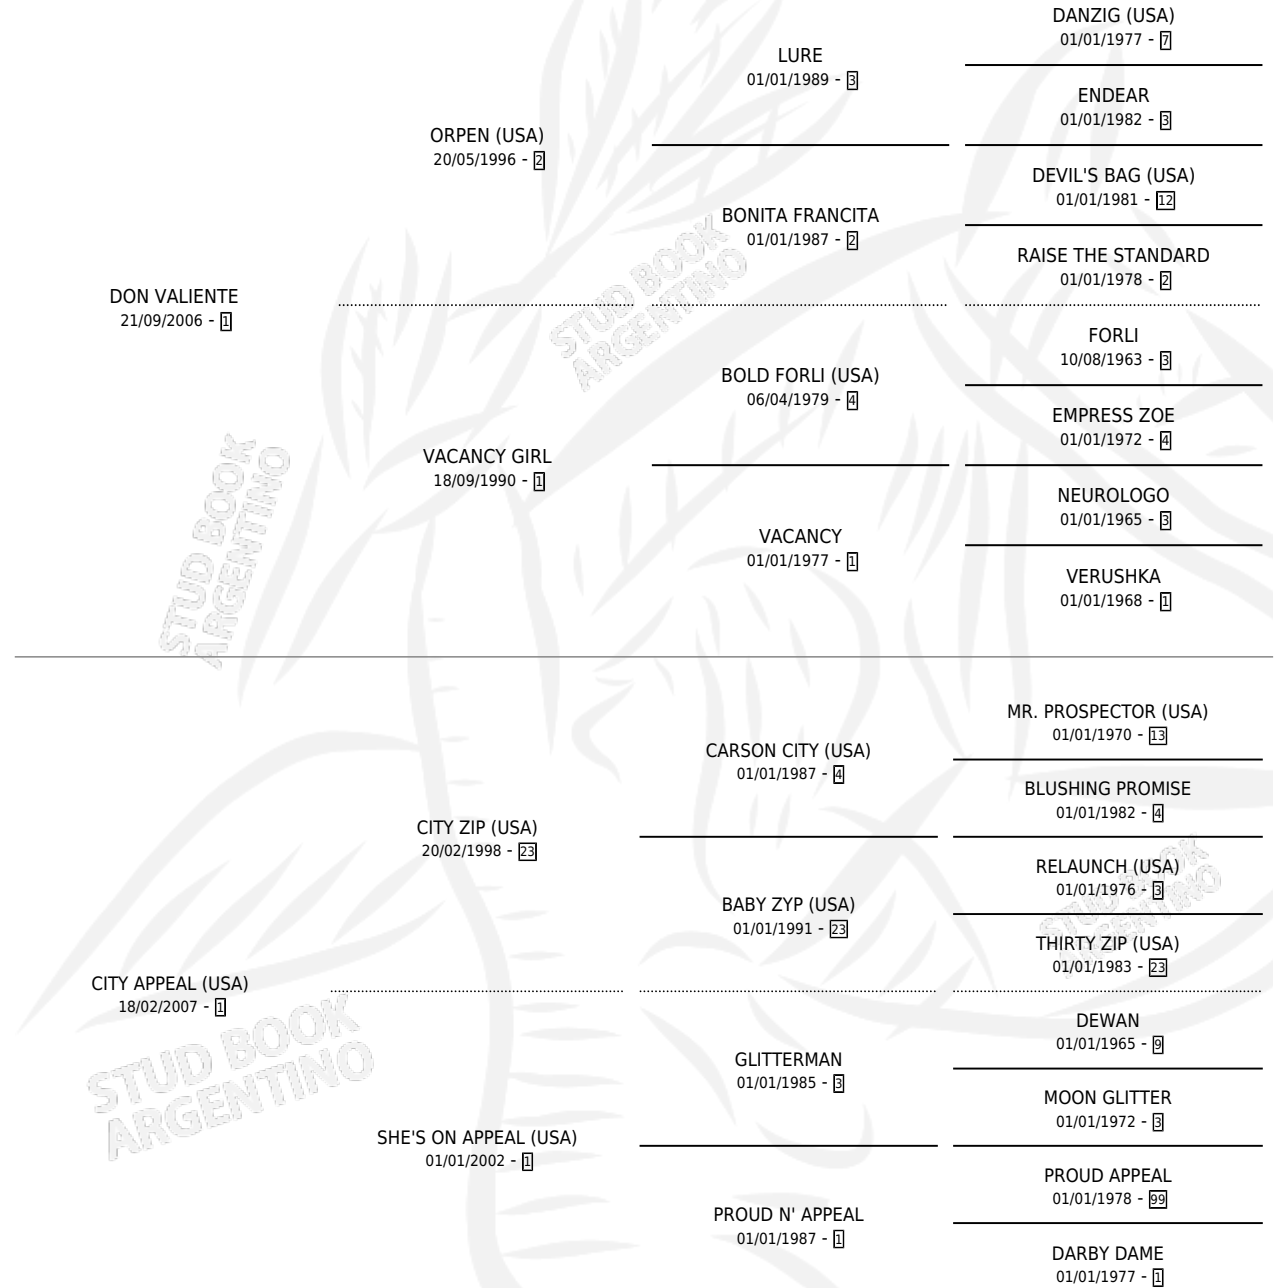 DANZIG (USA)
01/01/1977 - 7
LURE
01/01/1989 - 3
ENDEAR
01/01/1982 - 3
ORPEN (USA)
20/05/1996 - 2
DEVIL'S BAG (USA)
01/01/1981 - 12
BONITA FRANCITA
01/01/1987 - 2
RAISE THE STANDARD
01/01/1978 - 2
DON VALIENTE
21/09/2006 - 1
STUD BOOK
ARGENTINO
FORLI
10/08/1963 - 3
BOLD FORLI (USA)
06/04/1979 - 4
EMPRESS ZOE
01/01/1972 - 4
VACANCY GIRL
18/09/1990 - 1
NEUROLOGO
01/01/1965 - 3
VACANCY
01/01/1977 - 1
VERUSHKA
01/01/1968 - 1
STUD BOOK
ARGENTINO
MR. PROSPECTOR (USA)
01/01/1970 - 13
CARSON CITY (USA)
01/01/1987 - 4
BLUSHING PROMISE
01/01/1982 - 4
CITY ZIP (USA)
20/02/1998 - 23
RELAUNCH (USA)
01/01/1976 - 3
BABY ZYP (USA)
01/01/1991 - 23
STUD BOOK
ARGENTINO
THIRTY ZIP (USA)
01/01/1983 - 23
CITY APPEAL (USA)
18/02/2007 - 1
DEWAN
01/01/1965 - 9
STUD BOOK
ARGENTINO
GLITTERMAN
01/01/1985 - 3
MOON GLITTER
01/01/1972 - 3
SHE'S ON APPEAL (USA)
01/01/2002 - 1
PROUD APPEAL
01/01/1978 - 99
PROUD N' APPEAL
01/01/1987 - 1
DARBY DAME
01/01/1977 - 1